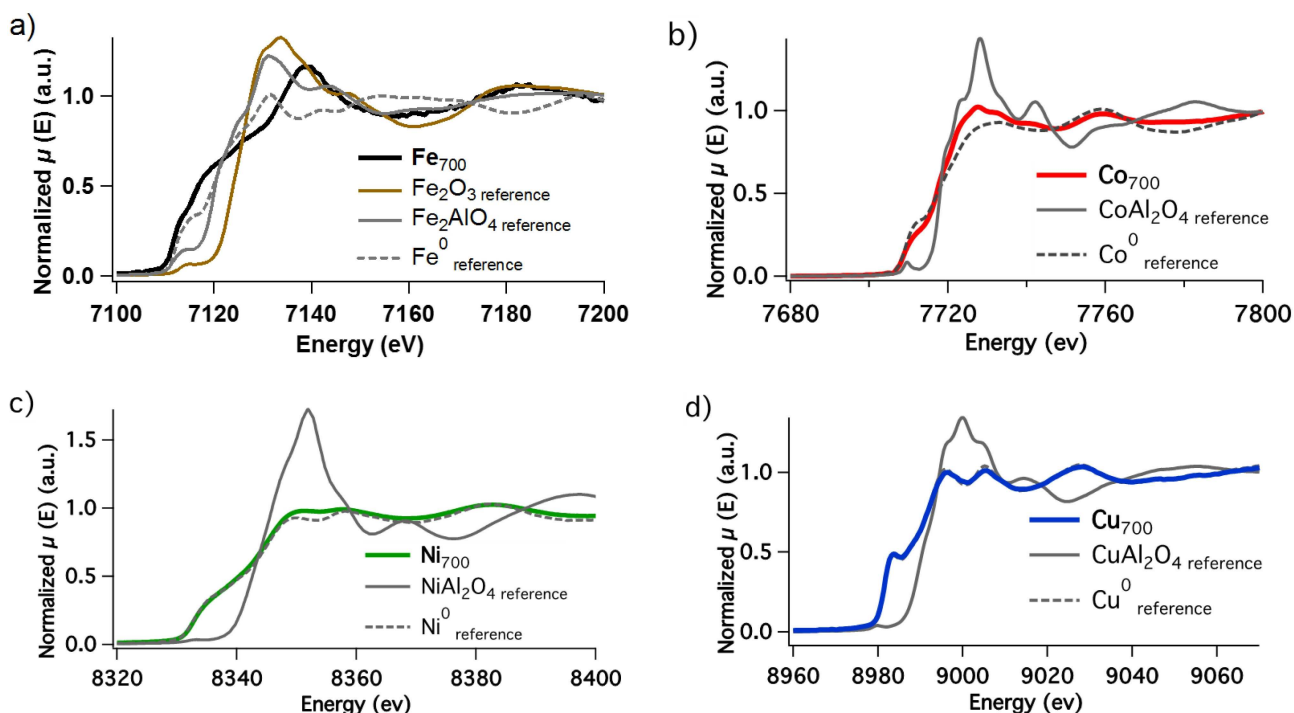 a)
Normalized μ (E) (a.u.)
1.0
0.5
0.0
Fe700
Fe2O3 reference
Fe2AlO4 reference
Fe0 reference
7100 7120 7140 7160 7180 7200
Energy (eV)
b)
Normalized μ (E) (a.u.)
1.0
0.5
0.0
Co700
CoAl2O4 reference
Co0 reference
7680 7720 7760 7800
Energy (ev)
c)
Normalized μ (E) (a.u.)
1.5
1.0
0.5
0.0
Ni700
NiAl2O4 reference
Ni0 reference
8320 8340 8360 8380 8400
Energy (ev)
d)
Normalized μ (E) (a.u.)
1.0
0.5
0.0
Cu700
CuAl2O4 reference
Cu0 reference
8960 8980 9000 9020 9040 9060
Energy (ev)